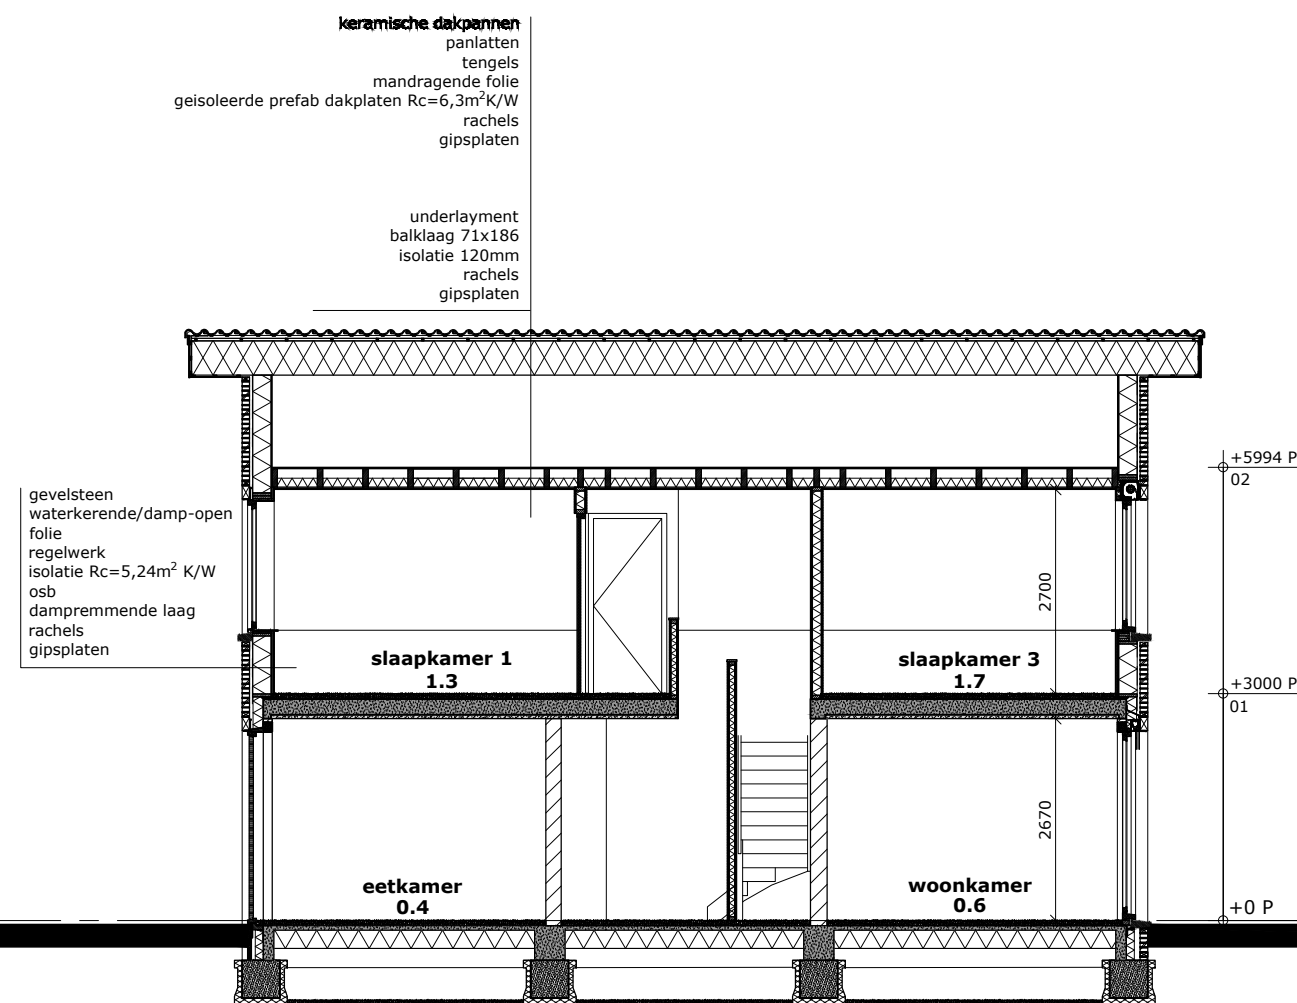 keramische dakpannen
panlatten
tengels
mandragende folie
geisoleerde prefab dakplaten Rc=6,3m²K/W
rachels
gipsplaten
underlayment
balklaag 71x186
isolatie 120mm
rachels
gipsplaten
gevelsteen
waterkerende/damp-open
folie
regelwerk
isolatie Rc=5,24m² K/W
osb
dampremmende laag
rachels
gipsplaten
+5994 P
02
2700
slaapkamer 1
1.3
slaapkamer 3
1.7
+3000 P
01
2670
eetkamer
0.4
woonkamer
0.6
+0 P